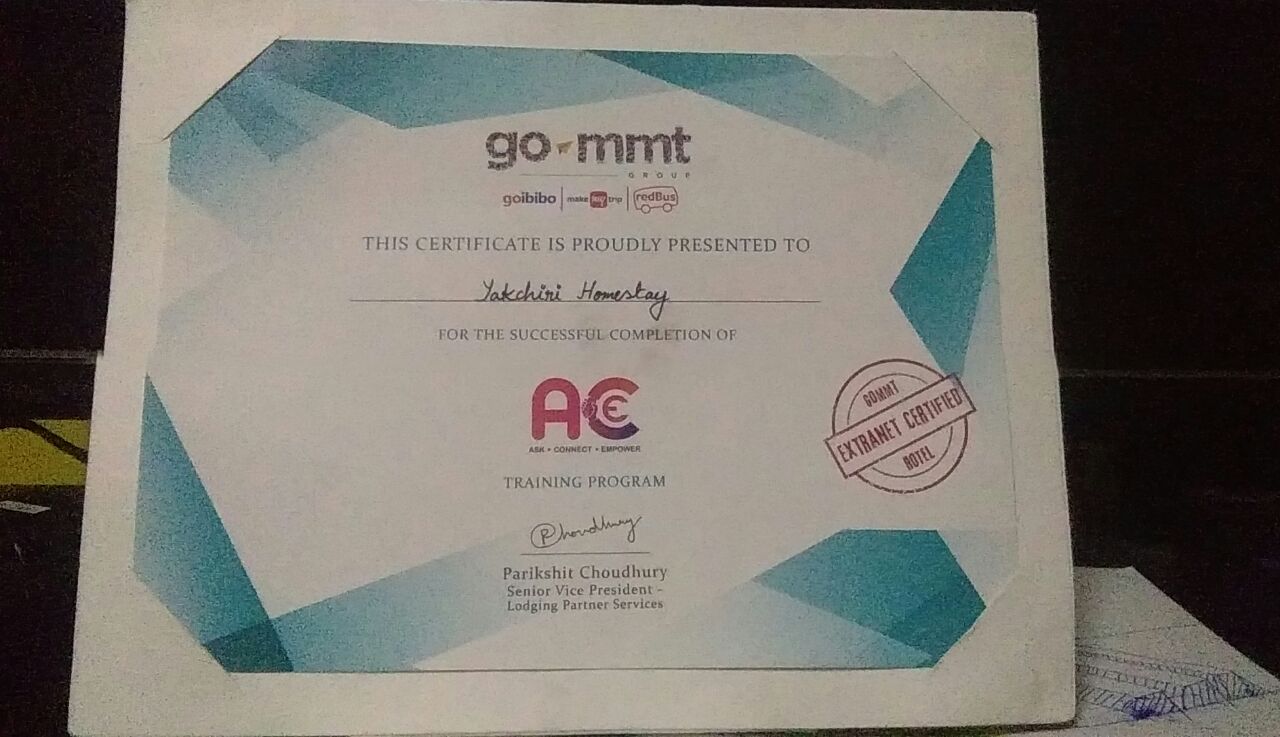 go mmt
GROUP
goibibo make my trip redBus
THIS CERTIFICATE IS PROUDLY PRESENTED TO
Yakchiri Homestay
FOR THE SUCCESSFUL COMPLETION OF
ACE
ASK • CONNECT • EMPOWER
TRAINING PROGRAM
GOMMT
EXTRANET CERTIFIED
HOTEL
PChoudhury
Parikshit Choudhury
Senior Vice President -
Lodging Partner Services